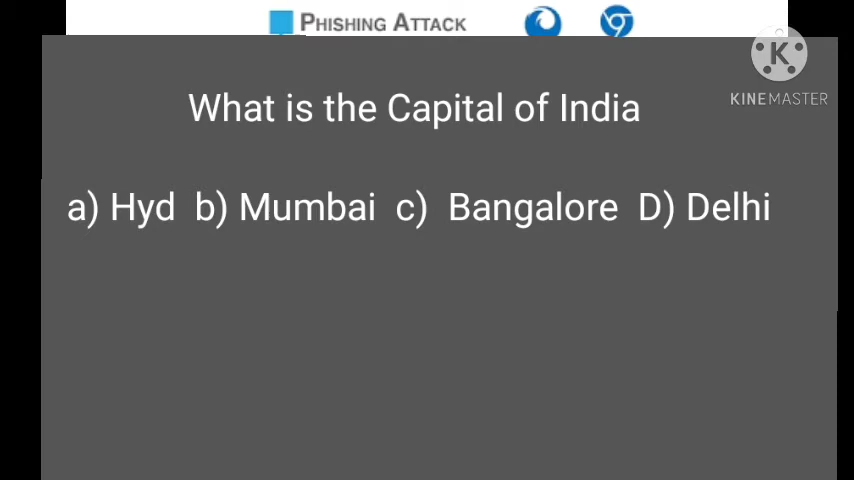 PHISHING ATTACK
KINEMASTER
What is the Capital of India
a) Hyd b) Mumbai c) Bangalore D) Delhi